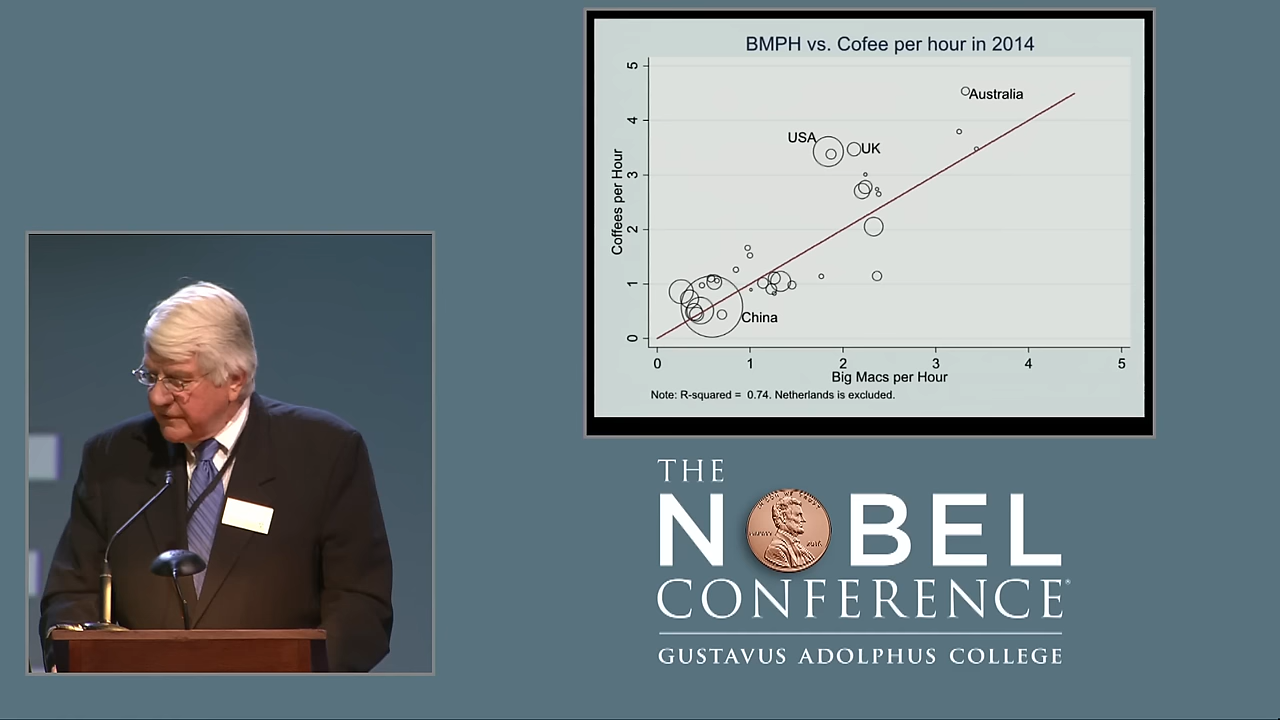 BMPH vs. Cofee per hour in 2014
5
4
3
2
1
0
Coffees per Hour
Australia
USA
UK
China
0 1 2 3 4 5
Big Macs per Hour
Note: R-squared = 0.74. Netherlands is excluded.
THE
NOBEL
CONFERENCE®
GUSTAVUS ADOLPHUS COLLEGE